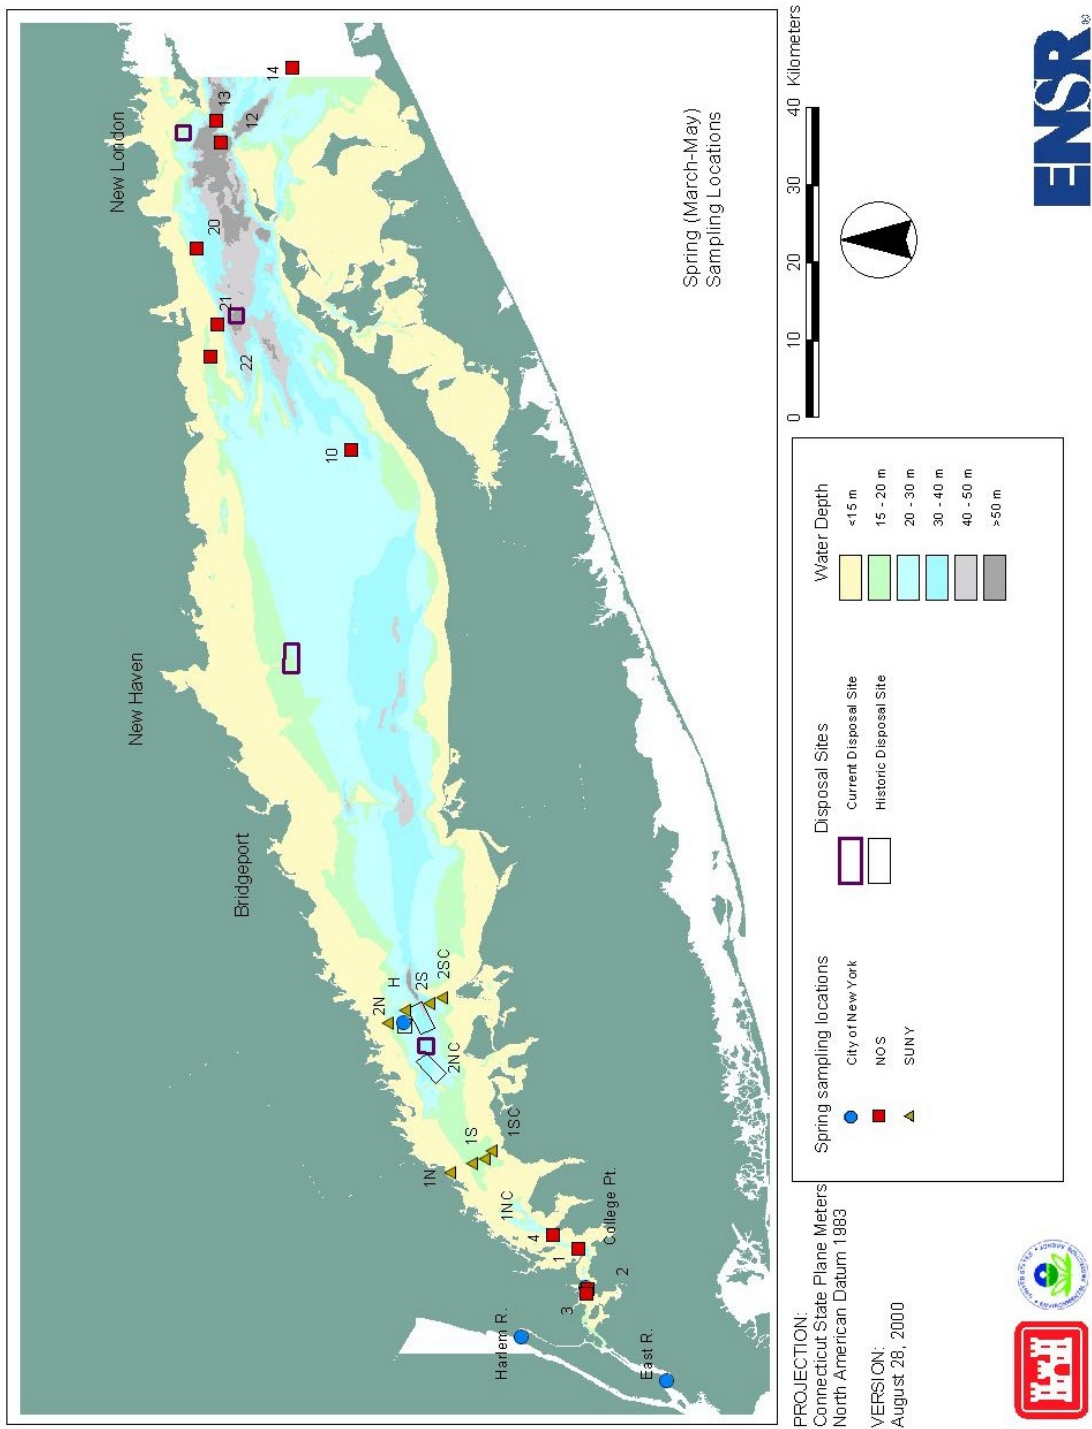 New London
New Haven
Bridgeport
14
13
12
20
21
22
10
2N
H
2S
2SC
2NC
1N
1S
1SC
1NC
4
1
College Pt.
2
3
Harlem R.
East R.
Spring (March-May)
Sampling Locations
PROJECTION:
Connecticut State Plane Meters
North American Datum 1983
VERSION:
August 28, 2000
Spring sampling locations
City of New York
NOS
SUNY
Disposal Sites
Current Disposal Site
Historic Disposal Site
Water Depth
<15 m
15 - 20 m
20 - 30 m
30 - 40 m
40 - 50 m
>50 m
0 10 20 30 40 Kilometers
ENSR®